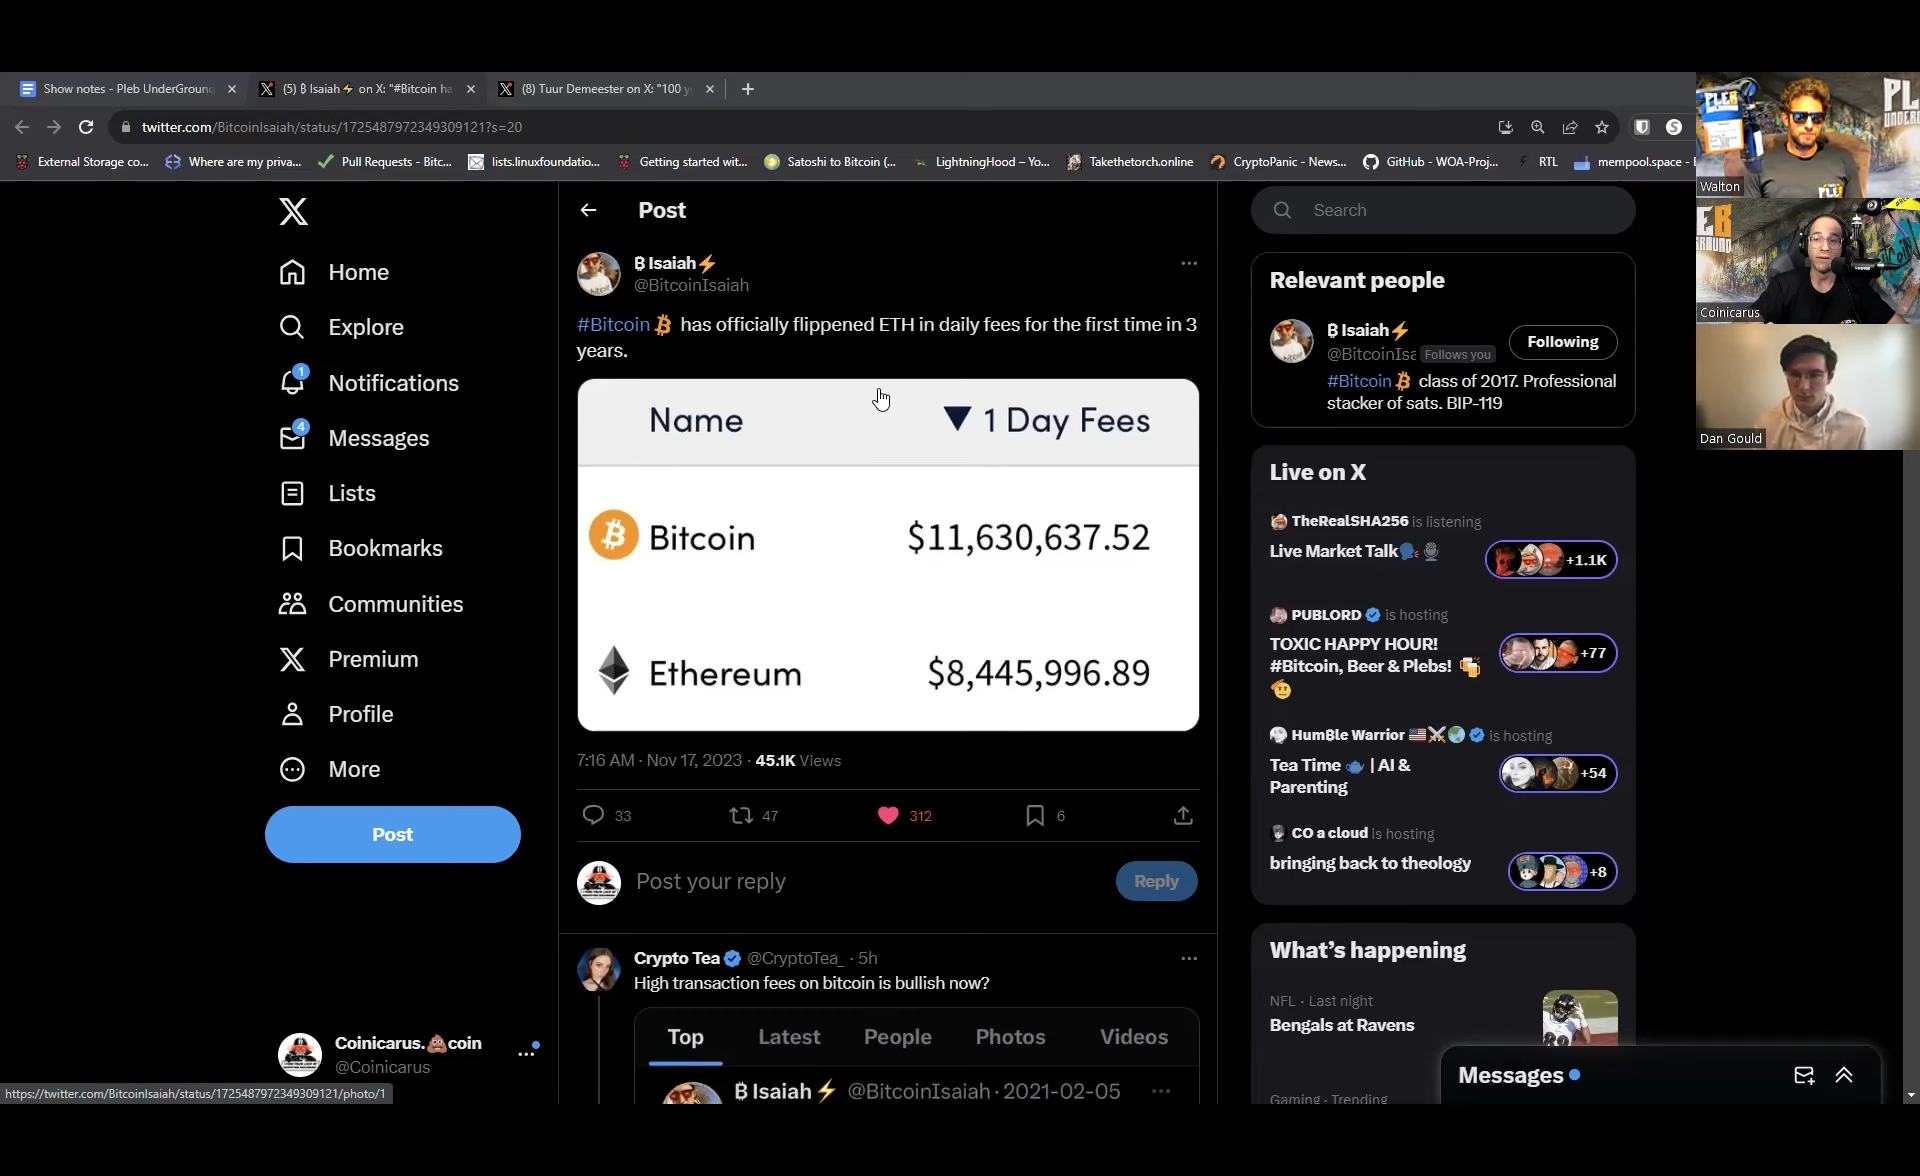 Show notes - Pleb UnderGroun
(5) ₿ Isaiah⚡ on X: "#Bitcoin ha
(8) Tuur Demeester on X: "100 y
twitter.com/BitcoinIsaiah/status/1725487972349309121?s=20
External Storage co...
Where are my priva...
Pull Requests - Bitc...
lists.linuxfoundatio...
Getting started wit...
Satoshi to Bitcoin (...
LightningHood – Yo...
Takethetorch.online
CryptoPanic - News...
GitHub - WOA-Proj...
RTL
mempool.space -
Walton
Coinicarus
Dan Gould
Home
Explore
1
Notifications
4
Messages
Lists
Bookmarks
Communities
Premium
Profile
More
Post
Coinicarus.💩coin
@Coinicarus
https://twitter.com/BitcoinIsaiah/status/1725487972349309121/photo/1
Post
₿ Isaiah⚡
@BitcoinIsaiah
#Bitcoin has officially flippened ETH in daily fees for the first time in 3
years.
Name ▼ 1 Day Fees
Bitcoin $11,630,637.52
Ethereum $8,445,996.89
7:16 AM · Nov 17, 2023 · 45.1K Views
33 47 312 6
Post your reply
Reply
Crypto Tea @CryptoTea_ · 5h
High transaction fees on bitcoin is bullish now?
Top Latest People Photos Videos
₿ Isaiah⚡ @BitcoinIsaiah · 2021-02-05
Search
Relevant people
₿ Isaiah⚡
@BitcoinIsa Follows you
Following
#Bitcoin class of 2017. Professional
stacker of sats. BIP-119
Live on X
TheRealSHA256 is listening
Live Market Talk
+1.1K
PUBLORD is hosting
TOXIC HAPPY HOUR!
#Bitcoin, Beer & Plebs!
+77
Hum₿le Warrior is hosting
Tea Time | AI &
Parenting
+54
CO a cloud is hosting
bringing back to theology
+8
What's happening
NFL · Last night
Bengals at Ravens
Gaming · Trending
Messages